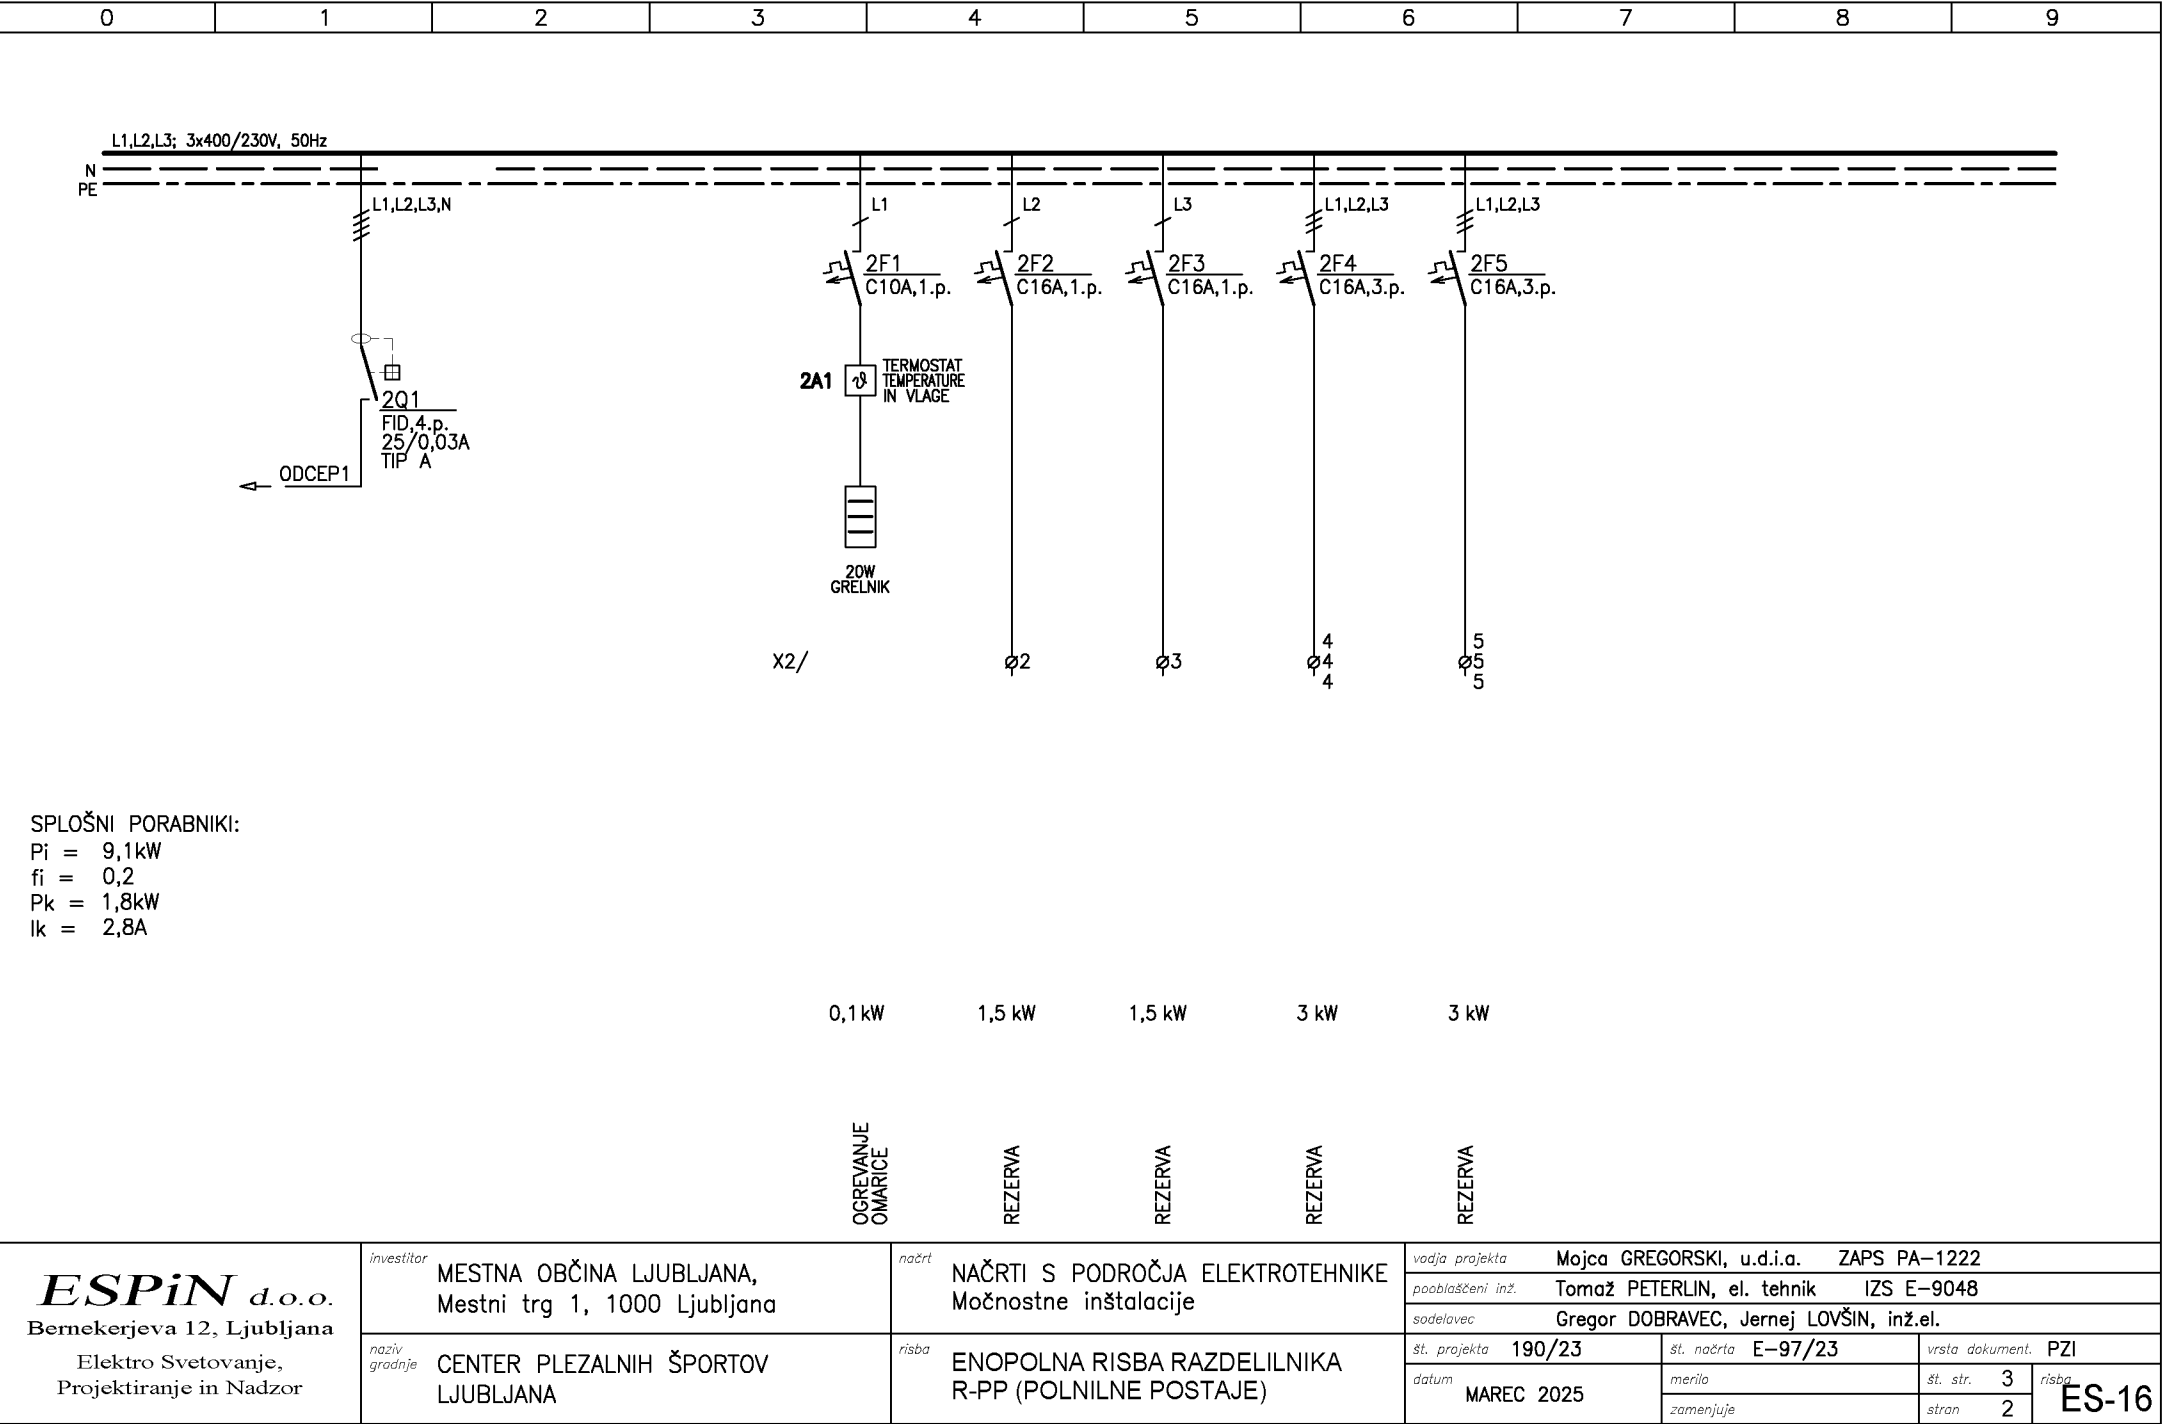 0 1 2 3 4 5 6 7 8 9
L1,L2,L3; 3x400/230V, 50Hz
N
PE
L1,L2,L3,N
L1
L2
L3
L1,L2,L3
L1,L2,L3
2F1
C10A,1.p.
2F2
C16A,1.p.
2F3
C16A,1.p.
2F4
C16A,3.p.
2F5
C16A,3.p.
2A1
ϑ
TERMOSTAT
TEMPERATURE
IN VLAGE
2Q1
FID,4.p.
25/0,03A
TIP A
ODCEP1
20W
GRELNIK
X2/
2
3
4
4
4
5
5
5
SPLOŠNI PORABNIKI:
Pi = 9,1kW
fi = 0,2
Pk = 1,8kW
Ik = 2,8A
0,1 kW 1,5 kW 1,5 kW 3 kW 3 kW
OGREVANJE
OMARICE
REZERVA
REZERVA
REZERVA
REZERVA
ESPiN d.o.o.
Bernekerjeva 12, Ljubljana
Elektro Svetovanje,
Projektiranje in Nadzor
investitor
MESTNA OBČINA LJUBLJANA,
Mestni trg 1, 1000 Ljubljana
naziv
gradnje
CENTER PLEZALNIH ŠPORTOV
LJUBLJANA
načrt
NAČRTI S PODROČJA ELEKTROTEHNIKE
Močnostne inštalacije
risba
ENOPOLNA RISBA RAZDELILNIKA
R-PP (POLNILNE POSTAJE)
vodja projekta Mojca GREGORSKI, u.d.i.a. ZAPS PA-1222
pooblaščeni inž. Tomaž PETERLIN, el. tehnik IZS E-9048
sodelavec Gregor DOBRAVEC, Jernej LOVŠIN, inž.el.
št. projekta 190/23 št. načrta E-97/23 vrsta dokument. PZI
datum MAREC 2025
merilo
zamenjuje
št. str. 3
stran 2
risba ES-16